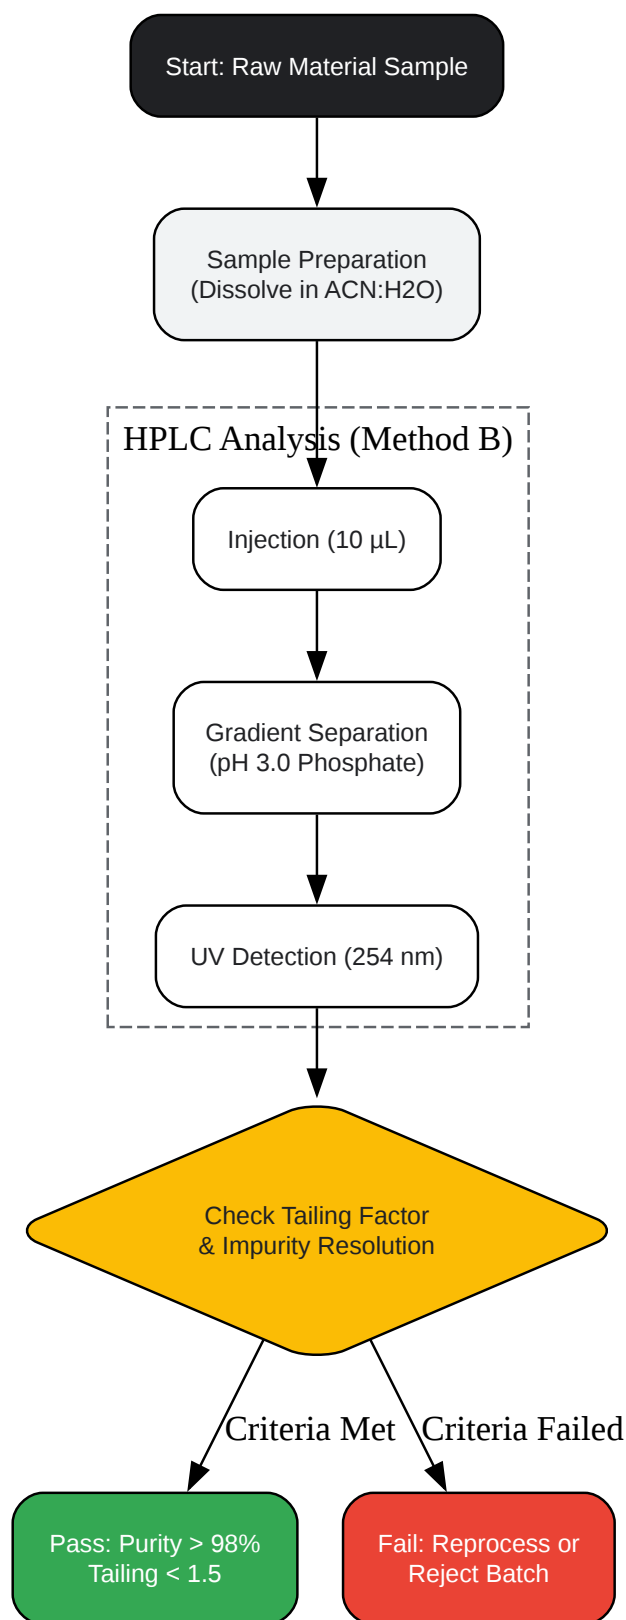 Start: Raw Material Sample
Sample Preparation
(Dissolve in ACN:H2O)
HPLC Analysis (Method B)
Injection (10 µL)
Gradient Separation
(pH 3.0 Phosphate)
UV Detection (254 nm)
Check Tailing Factor
& Impurity Resolution
Criteria Met
Criteria Failed
Pass: Purity > 98%
Tailing < 1.5
Fail: Reprocess or
Reject Batch